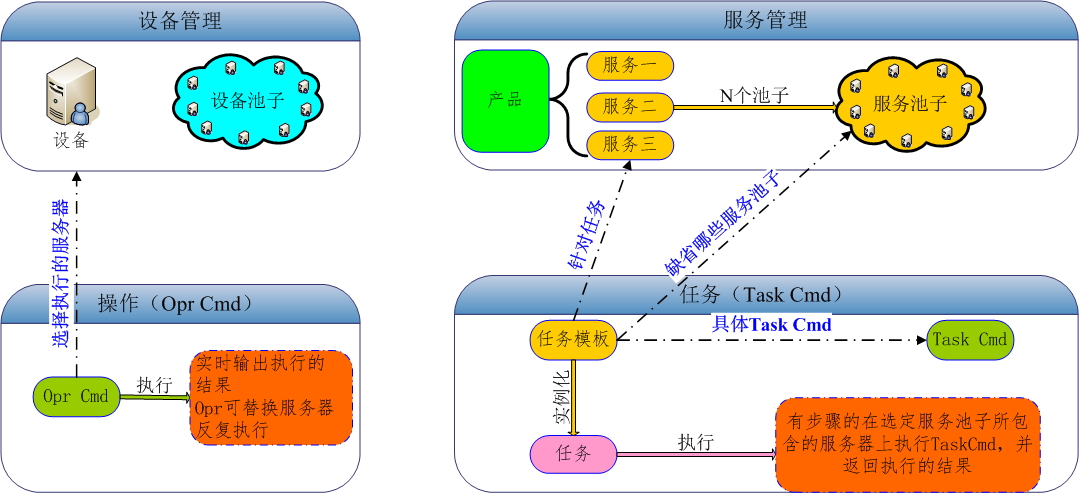 设备管理
设备
设备池子
服务管理
产品
服务一
服务二
服务三
N个池子
服务池子
选择执行的服务器
针对任务
缺省哪些服务池子
操作（Opr Cmd）
Opr Cmd
执行
实时输出执行的
结果
Opr可替换服务器
反复执行
任务（Task Cmd）
任务模板
具体Task Cmd
Task Cmd
实例化
任务
执行
有步骤的在选定服务池子所包
含的服务器上执行TaskCmd，并
返回执行的结果